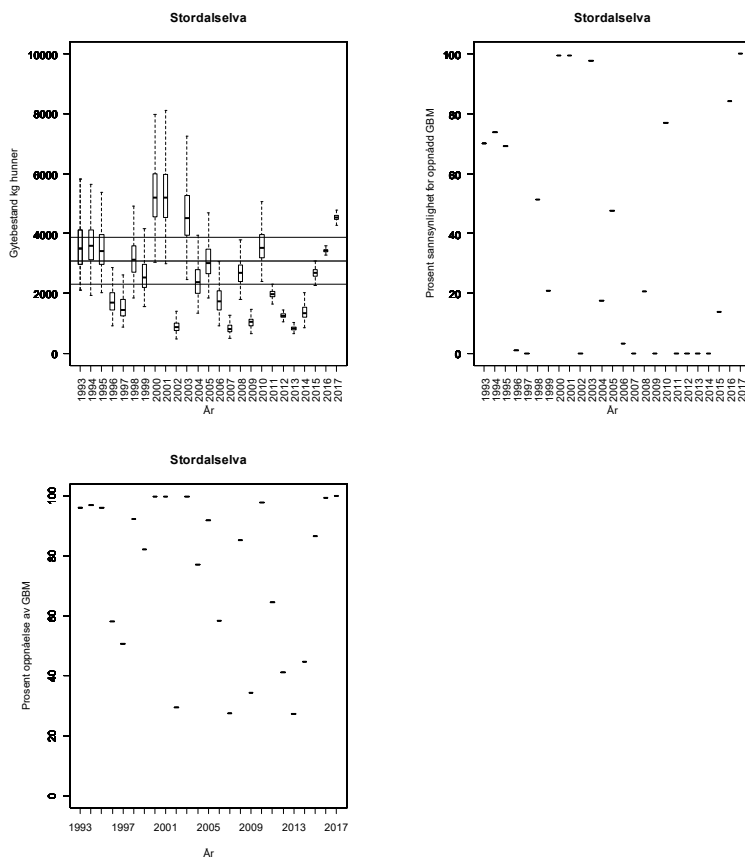 Stordalselva
Gytebestand kg hunner
10000
8000
6000
4000
2000
0
1993 1994 1995 1996 1997 1998 1999 2000 2001 2002 2003 2004 2005 2006 2007 2008 2009 2010 2011 2012 2013 2014 2015 2016 2017
År
Stordalselva
Prosent sannsynlighet for oppnådd GBM
100
80
60
40
20
0
1993 1994 1995 1996 1997 1998 1999 2000 2001 2002 2003 2004 2005 2006 2007 2008 2009 2010 2011 2012 2013 2014 2015 2016 2017
År
Stordalselva
Prosent oppnåelse av GBM
100
80
60
40
20
0
1993 1997 2001 2005 2009 2013 2017
År